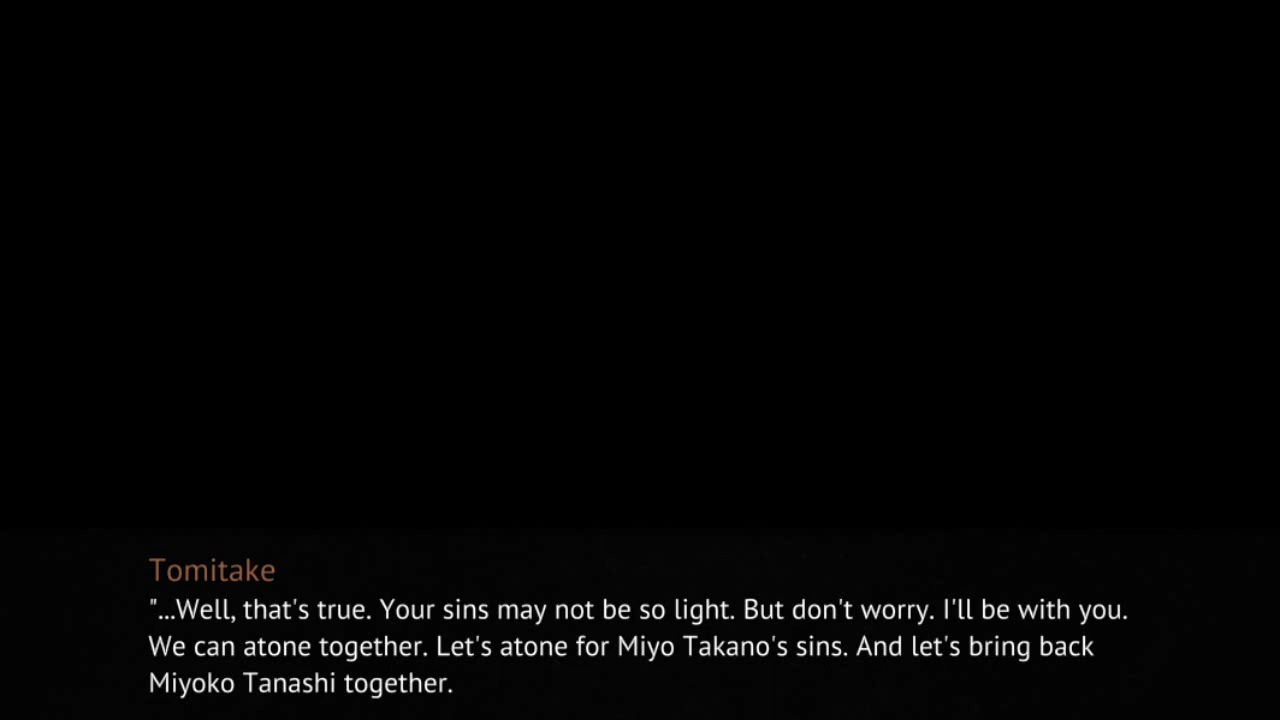 Tomitake
"...Well, that's true. Your sins may not be so light. But don't worry. I'll be with you.
We can atone together. Let's atone for Miyo Takano's sins. And let's bring back
Miyoko Tanashi together.